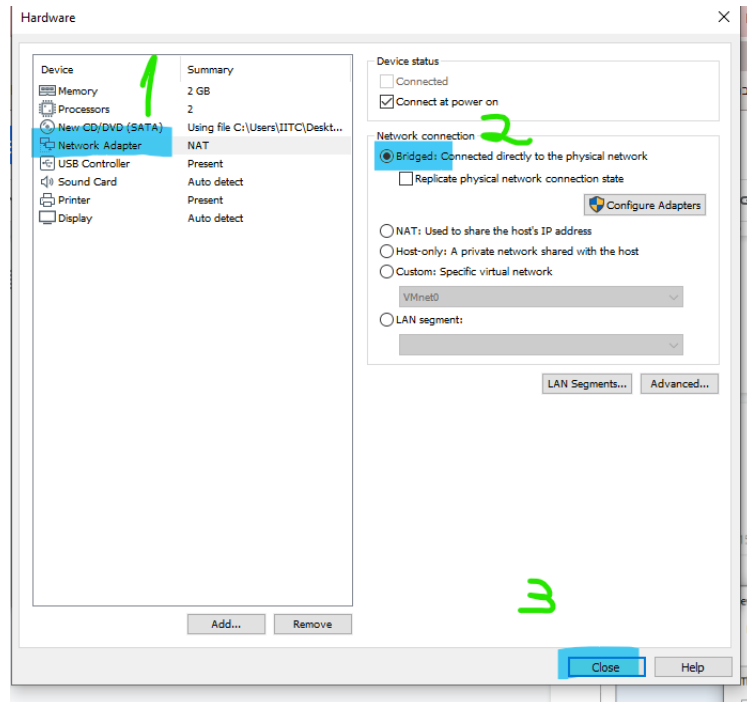 Hardware
Device Summary
Memory 2 GB
Processors 2
New CD/DVD (SATA) Using file C:\Users\IITC\Deskt...
Network Adapter NAT
USB Controller Present
Sound Card Auto detect
Printer Present
Display Auto detect
Add... Remove
1
Device status
Connected
Connect at power on
Network connection
2
Bridged: Connected directly to the physical network
Replicate physical network connection state
Configure Adapters
NAT: Used to share the host's IP address
Host-only: A private network shared with the host
Custom: Specific virtual network
VMnet0
LAN segment:
LAN Segments... Advanced...
3
Close Help